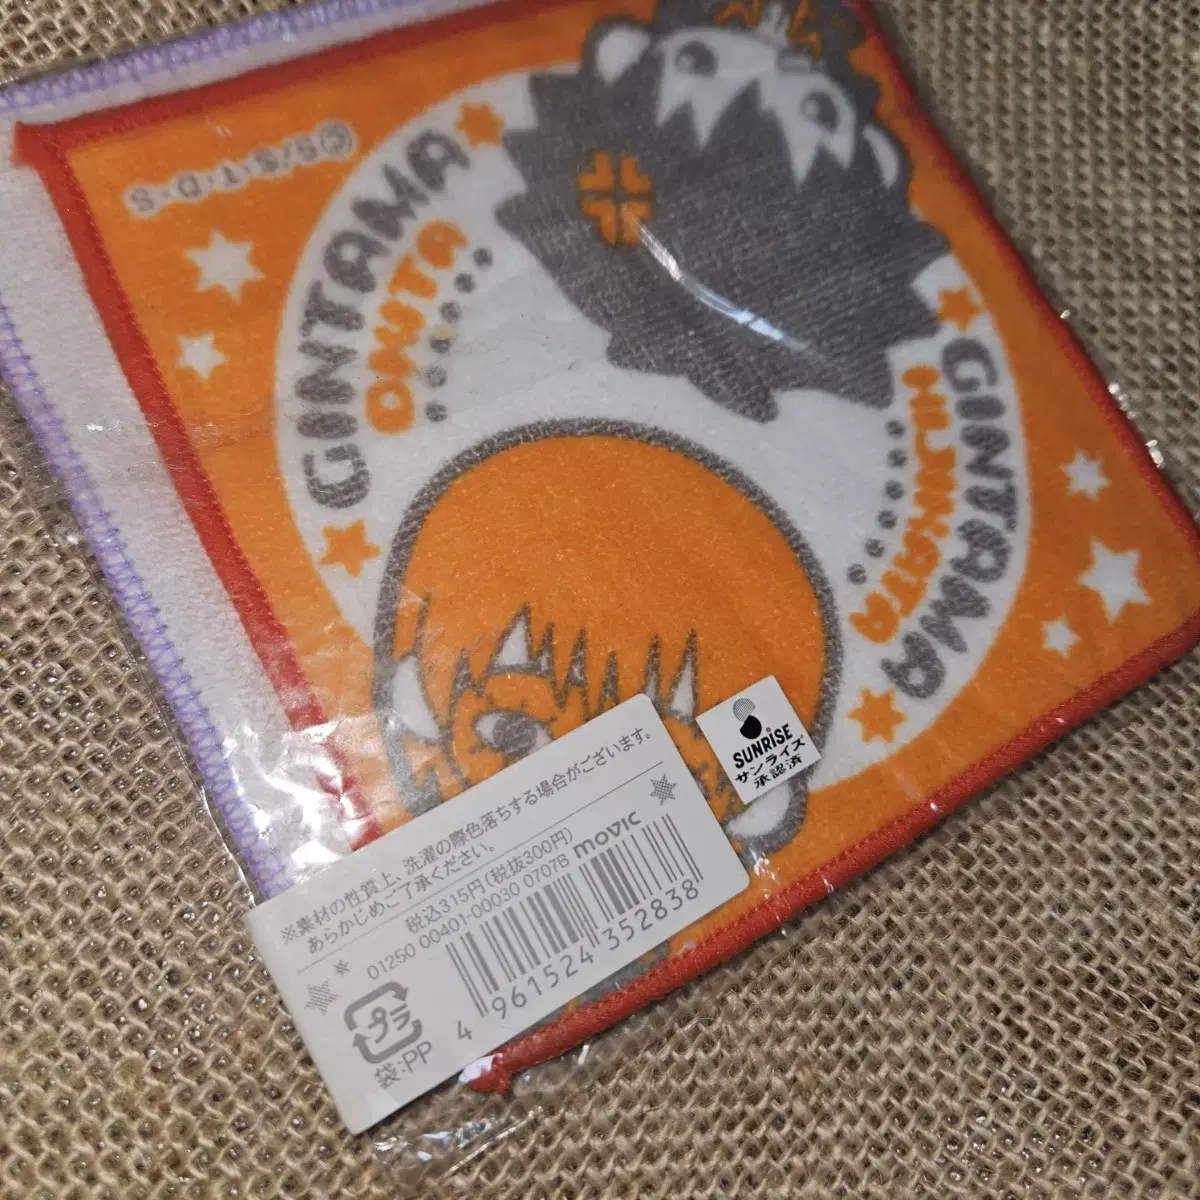 ©S/S・T・D・S
GINTAMA
OKITA
GINTAMA
HIJIKATA
SUNRISE
サンライズ
承認済
※素材の性質上、洗濯の際色落ちする場合がございます。
あらかじめご了承ください。
税込315円(税抜300円)
01250 00401-00030 0707B movic
4 961524 352838
プラ
袋:PP